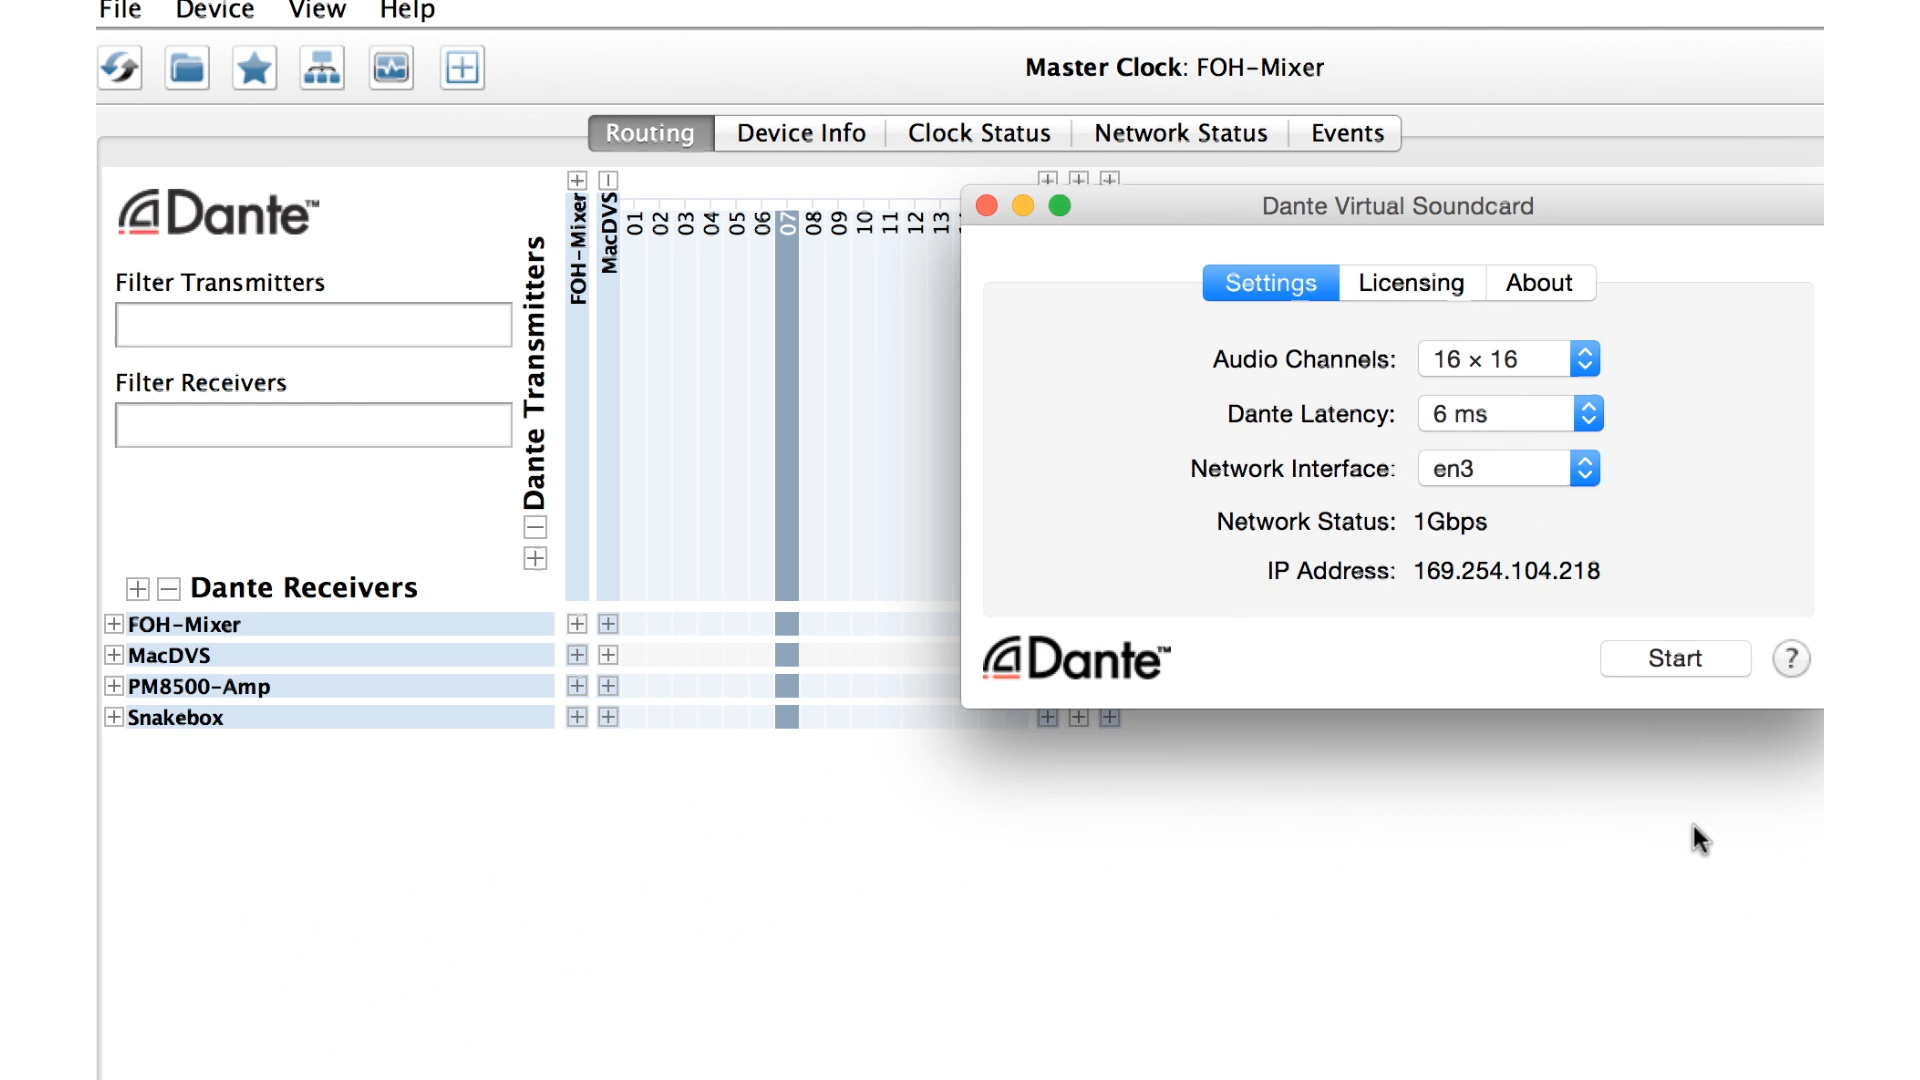 File Device View Help
Master Clock: FOH-Mixer
Routing Device Info Clock Status Network Status Events
Dante™
Filter Transmitters
Filter Receivers
Dante Transmitters
FOH-Mixer
MacDVS
01 02 03 04 05 06 07 08 09 10 11 12 13
Dante Receivers
FOH-Mixer
MacDVS
PM8500-Amp
Snakebox
Dante Virtual Soundcard
Settings Licensing About
Audio Channels: 16 × 16
Dante Latency: 6 ms
Network Interface: en3
Network Status: 1Gbps
IP Address: 169.254.104.218
Dante™
Start ?